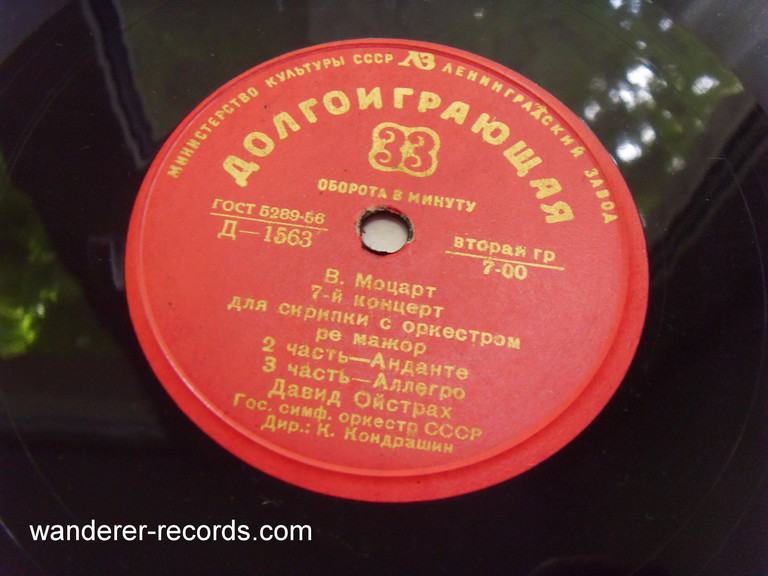 МИНИСТЕРСТВО КУЛЬТУРЫ СССР ЛЗ ЛЕНИНГРАДСКИЙ ЗАВОД
ДОЛГОИГРАЮЩАЯ
33
ОБОРОТА В МИНУТУ
ГОСТ 5289-56
Д—1563
вторая гр
7-00
В. Моцарт
7-й концерт
для скрипки с оркестром
ре мажор
2 часть—Анданте
3 часть—Аллегро
Давид Ойстрах
Гос. симф. оркестр СССР
Дир.: К. Кондрашин
wanderer-records.com